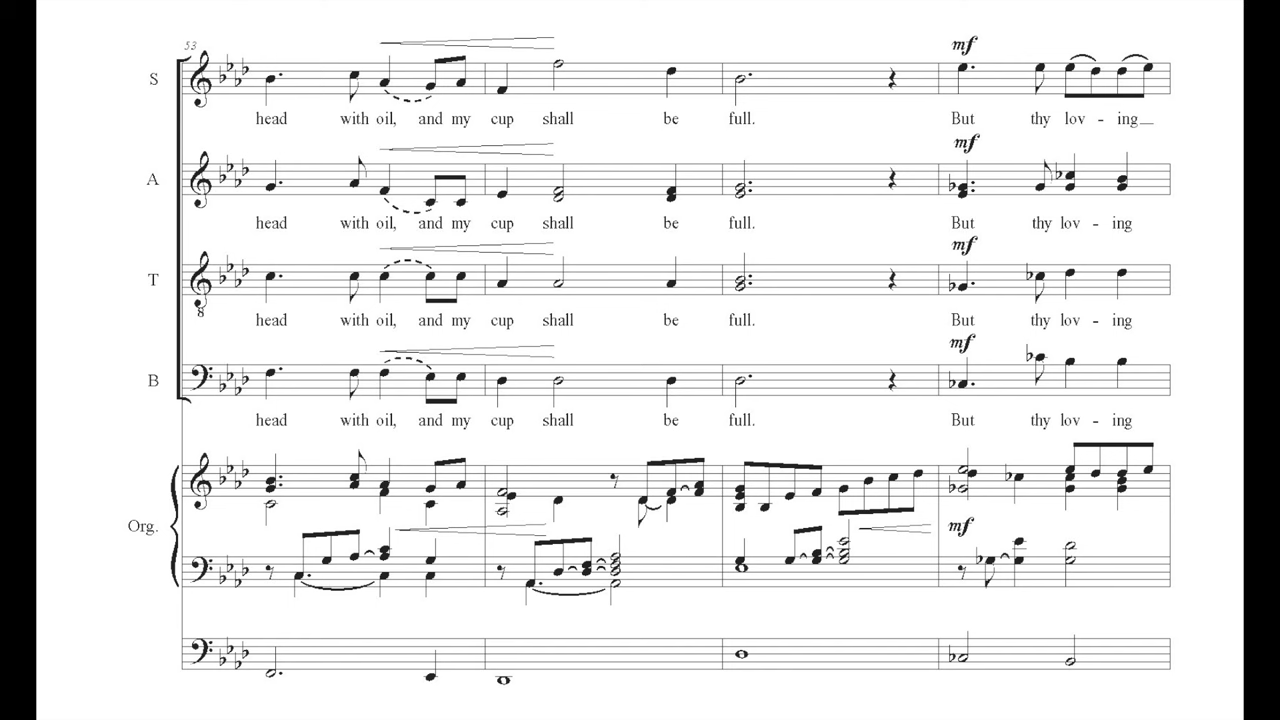 53
mf
S
head with oil, and my cup shall be full. But thy lov - ing
mf
A
head with oil, and my cup shall be full. But thy lov - ing
mf
T
8
head with oil, and my cup shall be full. But thy lov - ing
mf
B
head with oil, and my cup shall be full. But thy lov - ing
Org.
mf